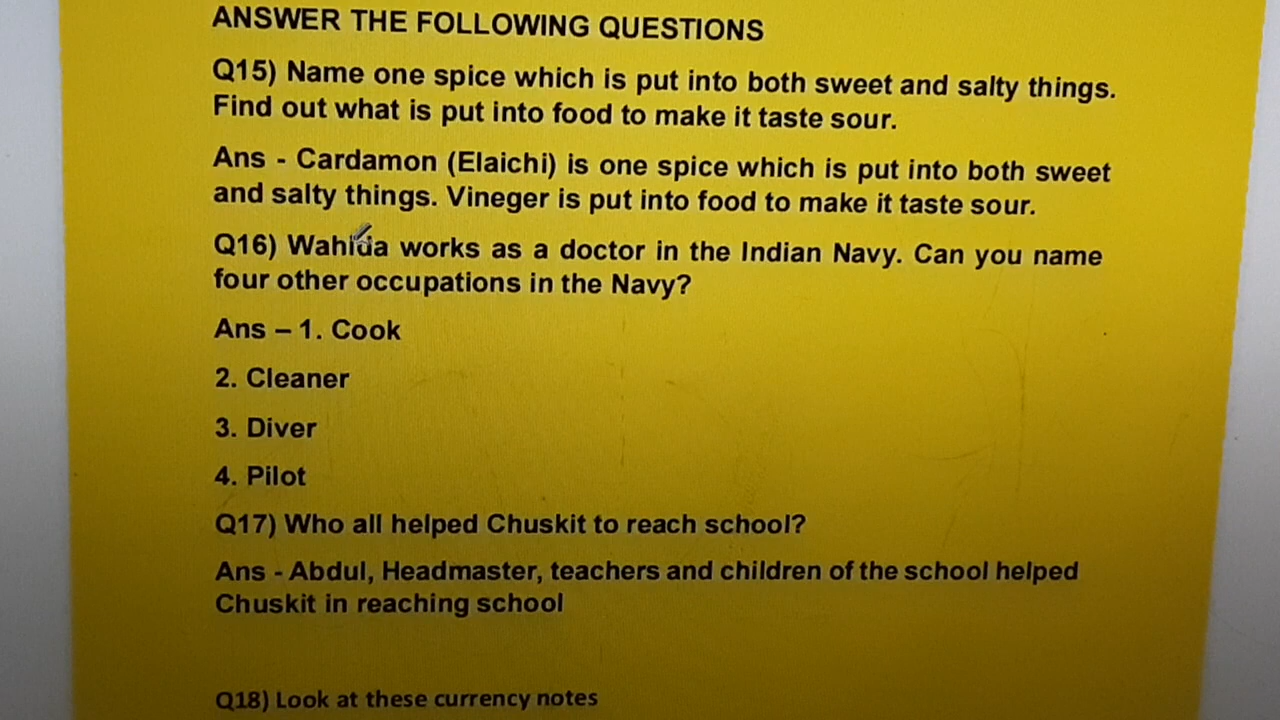 ANSWER THE FOLLOWING QUESTIONS
Q15) Name one spice which is put into both sweet and salty things.
Find out what is put into food to make it taste sour.
Ans - Cardamon (Elaichi) is one spice which is put into both sweet
and salty things. Vineger is put into food to make it taste sour.
Q16) Wahida works as a doctor in the Indian Navy. Can you name
four other occupations in the Navy?
Ans – 1. Cook
2. Cleaner
3. Diver
4. Pilot
Q17) Who all helped Chuskit to reach school?
Ans - Abdul, Headmaster, teachers and children of the school helped
Chuskit in reaching school
Q18) Look at these currency notes